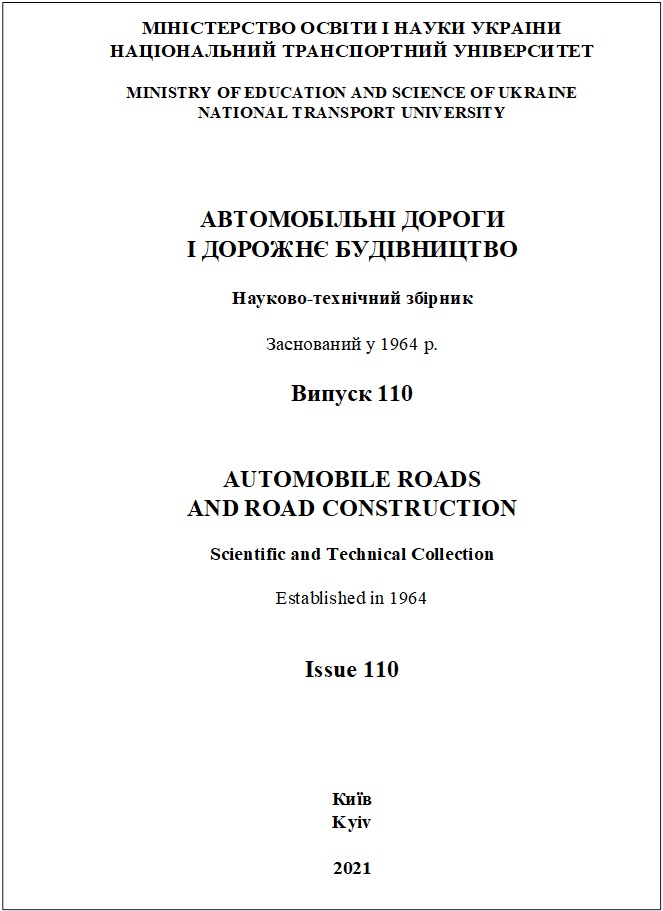 МІНІСТЕРСТВО ОСВІТИ І НАУКИ УКРАЇНИ
НАЦІОНАЛЬНИЙ ТРАНСПОРТНИЙ УНІВЕРСИТЕТ
MINISTRY OF EDUCATION AND SCIENCE OF UKRAINE
NATIONAL TRANSPORT UNIVERSITY
АВТОМОБІЛЬНІ ДОРОГИ
І ДОРОЖНЄ БУДІВНИЦТВО
Науково-технічний збірник
Заснований у 1964 р.
Випуск 110
AUTOMOBILE ROADS
AND ROAD CONSTRUCTION
Scientific and Technical Collection
Established in 1964
Issue 110
Київ
Kyiv
2021